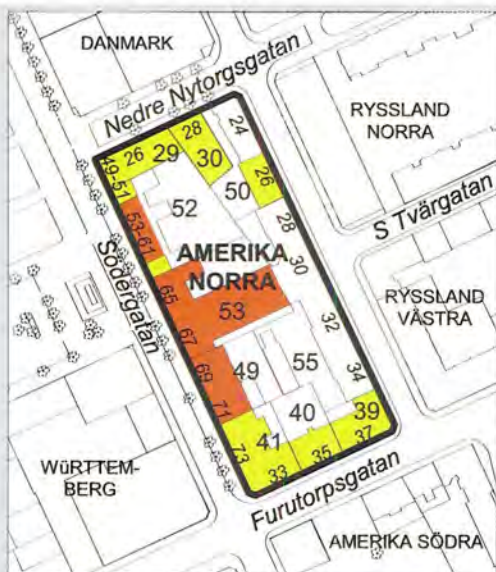 DANMARK
Nedre Nytorgsgatan
RYSSLAND
NORRA
24
28
26
29
30
26
49-51
50
S Tvärgatan
52
28
53-61
AMERIKA
NORRA
30
Södergatan
65
53
RYSSLAND
VÄSTRA
32
67
69
49
55
34
71
40
39
41
37
73
35
33
WüRTTEM-
BERG
Furutorpsgatan
AMERIKA SÖDRA